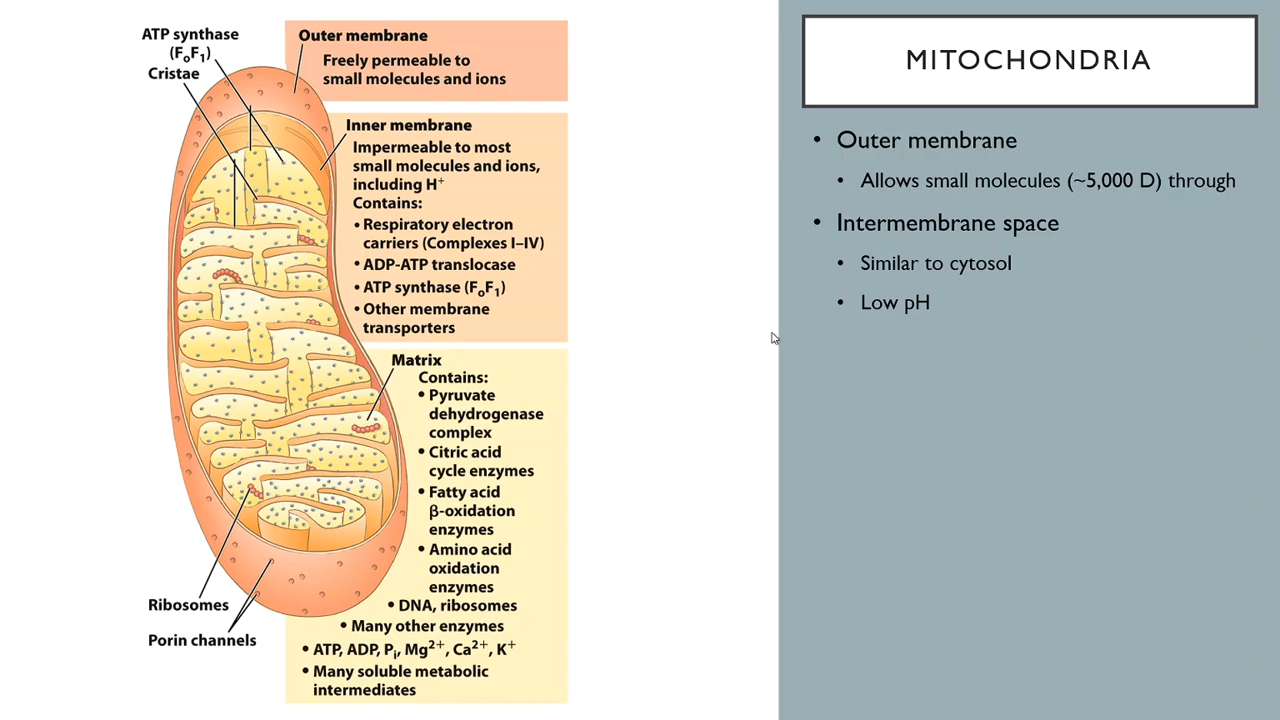 ATP synthase
(FoF1)
Cristae
Outer membrane
Freely permeable to
small molecules and ions
Inner membrane
Impermeable to most
small molecules and ions,
including H⁺
Contains:
• Respiratory electron
carriers (Complexes I–IV)
• ADP-ATP translocase
• ATP synthase (FoF1)
• Other membrane
transporters
Matrix
Contains:
• Pyruvate
dehydrogenase
complex
• Citric acid
cycle enzymes
• Fatty acid
β-oxidation
enzymes
• Amino acid
oxidation
enzymes
• DNA, ribosomes
• Many other enzymes
• ATP, ADP, Pi, Mg²⁺, Ca²⁺, K⁺
• Many soluble metabolic
intermediates
Ribosomes
Porin channels
MITOCHONDRIA
• Outer membrane
• Allows small molecules (~5,000 D) through
• Intermembrane space
• Similar to cytosol
• Low pH